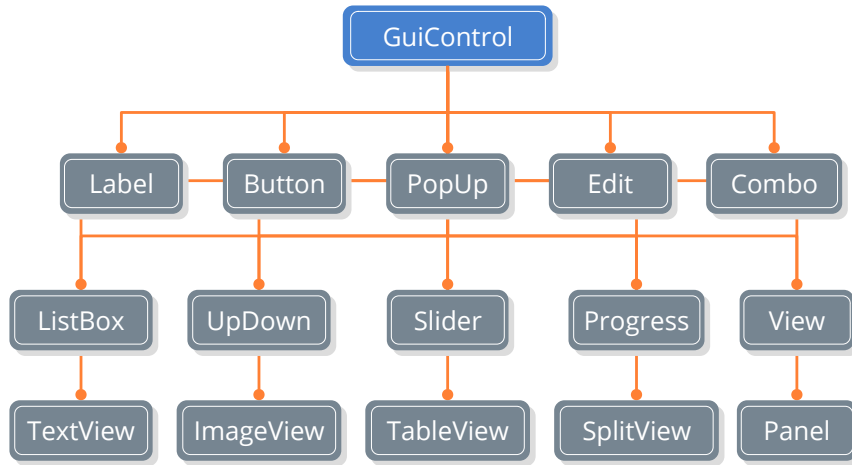 GuiControl
Label Button PopUp Edit Combo
ListBox UpDown Slider Progress View
TextView ImageView TableView SplitView Panel